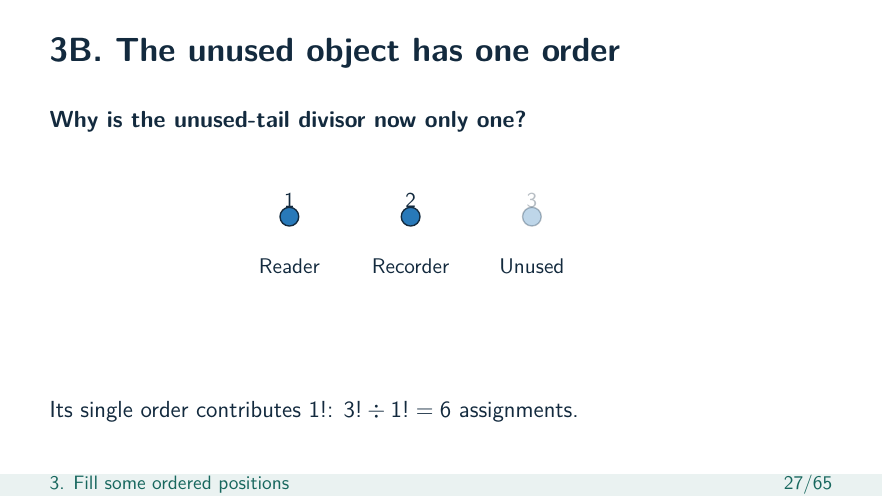 3B. The unused object has one order
Why is the unused-tail divisor now only one?
1 2 3
Reader Recorder Unused
Its single order contributes 1!: 3! ÷ 1! = 6 assignments.
3. Fill some ordered positions 27/65